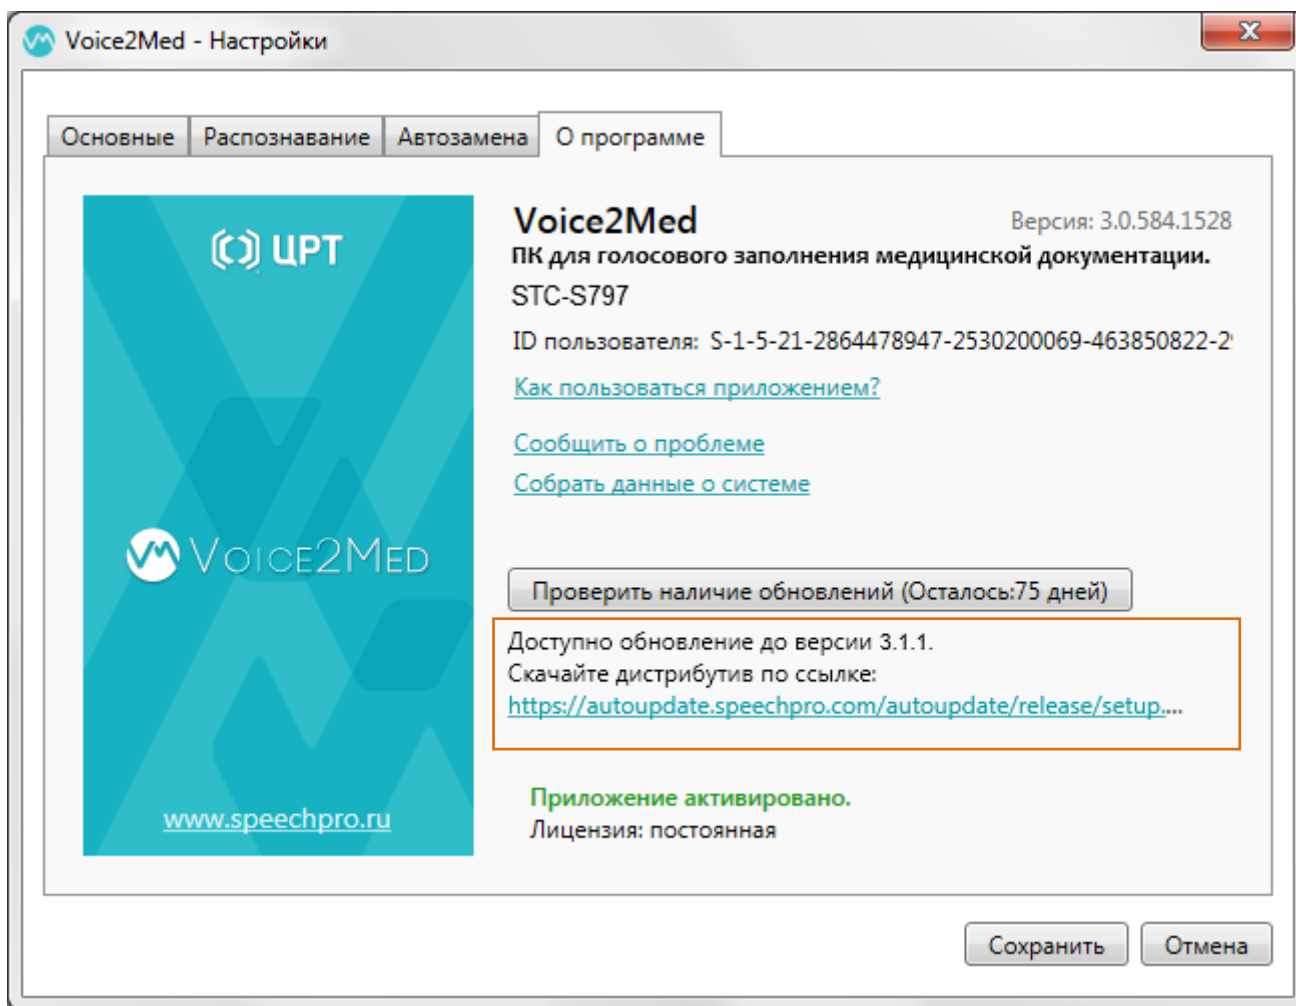 Voice2Med - Настройки
Основные Распознавание Автозамена О программе
ЦРТ
VOICE2MED
www.speechpro.ru
Voice2Med Версия: 3.0.584.1528
ПК для голосового заполнения медицинской документации.
STC-S797
ID пользователя: S-1-5-21-2864478947-2530200069-463850822-2
Как пользоваться приложением?
Сообщить о проблеме
Собрать данные о системе
Проверить наличие обновлений (Осталось:75 дней)
Доступно обновление до версии 3.1.1.
Скачайте дистрибутив по ссылке:
https://autoupdate.speechpro.com/autoupdate/release/setup....
Приложение активировано.
Лицензия: постоянная
Сохранить Отмена